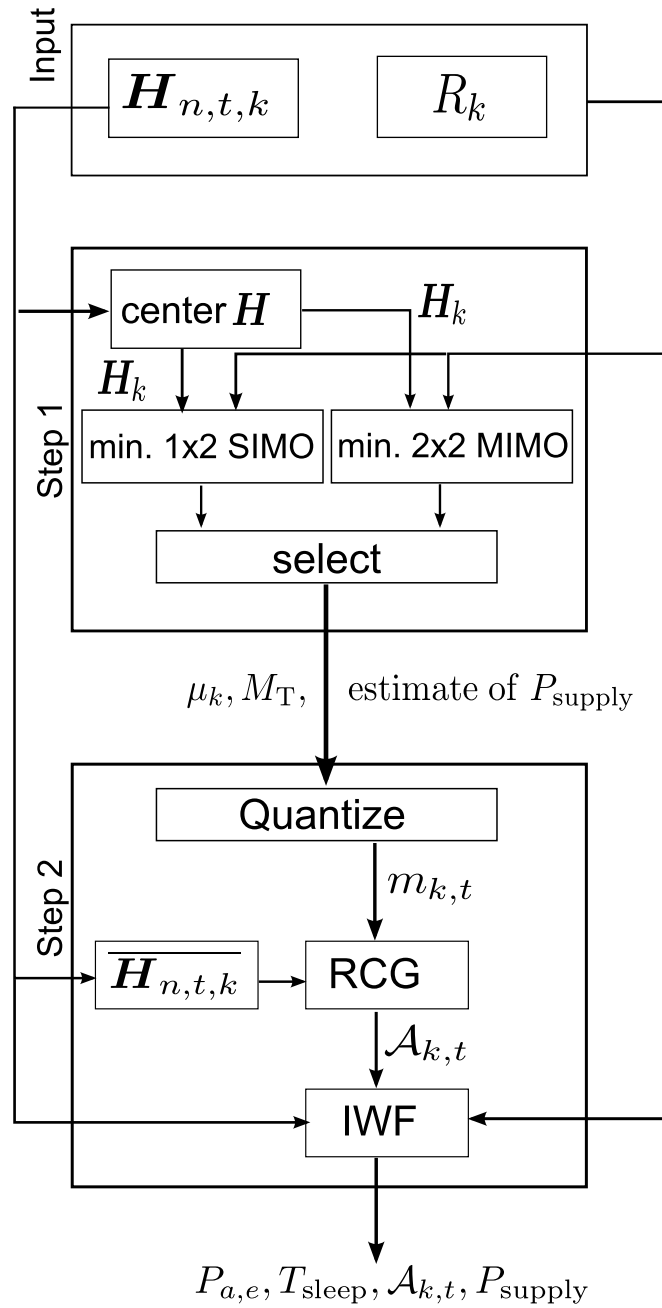 Input
H_{n,t,k}
R_k
Step 1
center H
H_k
H_k
min. 1x2 SIMO
min. 2x2 MIMO
select
μ_k, M_T, estimate of P_supply
Step 2
Quantize
m_{k,t}
\overline{H_{n,t,k}}
RCG
𝒜_{k,t}
IWF
P_{a,e}, T_sleep, 𝒜_{k,t}, P_supply